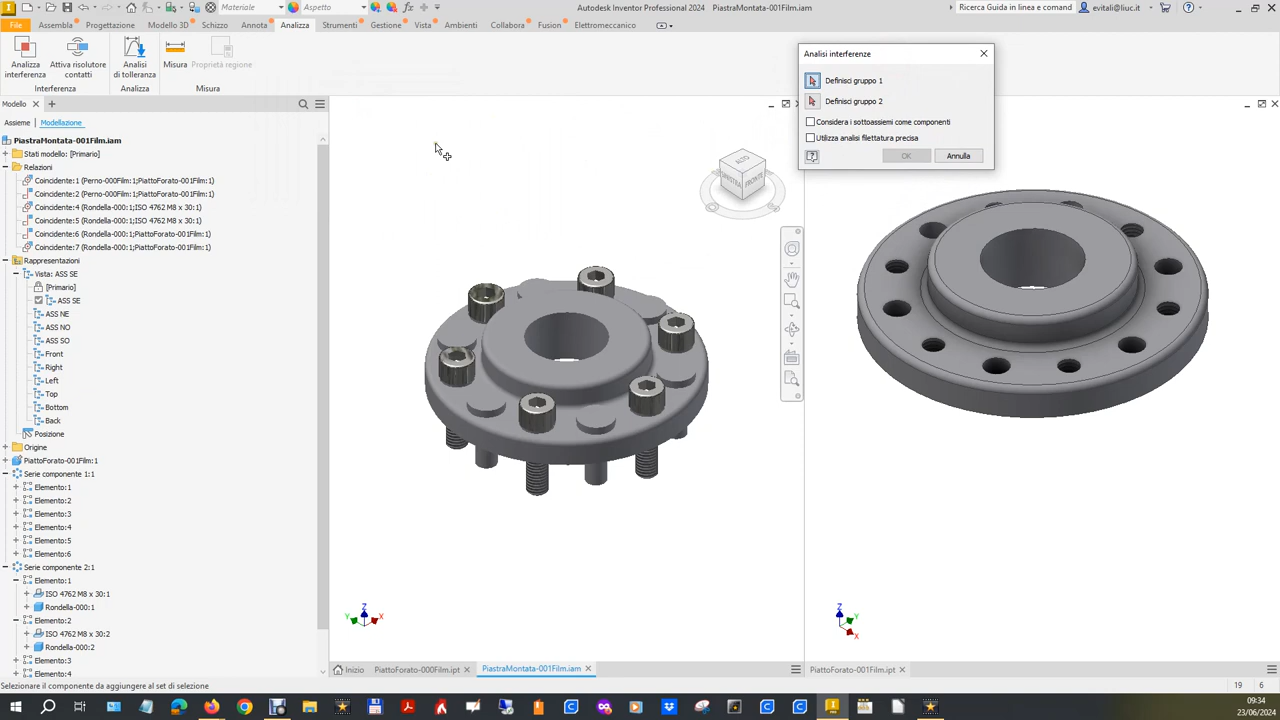 Materiale
Aspetto
Autodesk Inventor Professional 2024 PiastraMontata-001Film.iam
Ricerca Guida in linea e comand
evitali@liuc.it
File
Assembla
Progettazione
Modello 3D
Schizzo
Annota
Analizza
Strumenti
Gestione
Vista
Ambienti
Collabora
Fusion
Elettromeccanico
Analizza interferenza
Attiva risolutore contatti
Analisi di tolleranza
Misura
Proprietà regione
Interferenza
Analizza
Misura
Modello
Assieme
Modellazione
PiastraMontata-001Film.iam
Stati modello: [Primario]
Relazioni
Coincidente:1 (Perno-000Film:1;PiattoForato-001Film:1)
Coincidente:2 (Perno-000Film:1;PiattoForato-001Film:1)
Coincidente:4 (Rondella-000:1;ISO 4762 M8 x 30:1)
Coincidente:5 (Rondella-000:1;ISO 4762 M8 x 30:1)
Coincidente:6 (Rondella-000:1;PiattoForato-001Film:1)
Coincidente:7 (Rondella-000:1;PiattoForato-001Film:1)
Rappresentazioni
Vista: ASS SE
[Primario]
ASS SE
ASS NE
ASS NO
ASS SO
Front
Right
Left
Top
Bottom
Back
Posizione
Origine
PiattoForato-001Film:1
Serie componente 1:1
Elemento:1
Elemento:2
Elemento:3
Elemento:4
Elemento:5
Elemento:6
Serie componente 2:1
Elemento:1
ISO 4762 M8 x 30:1
Rondella-000:1
Elemento:2
ISO 4762 M8 x 30:2
Rondella-000:2
Elemento:3
Elemento:4
Analisi interferenze
Definisci gruppo 1
Definisci gruppo 2
Considera i sottoassiemi come componenti
Utilizza analisi filettatura precisa
OK
Annulla
ALTO
SINISTRA
FRONTE
Z
Y
X
Z
Y
X
Inizio
PiattoForato-000Film.ipt
PiastraMontata-001Film.iam
PiattoForato-001Film.ipt
Selezionare il componente da aggiungere al set di selezione
19
6
09:34
23/06/2024